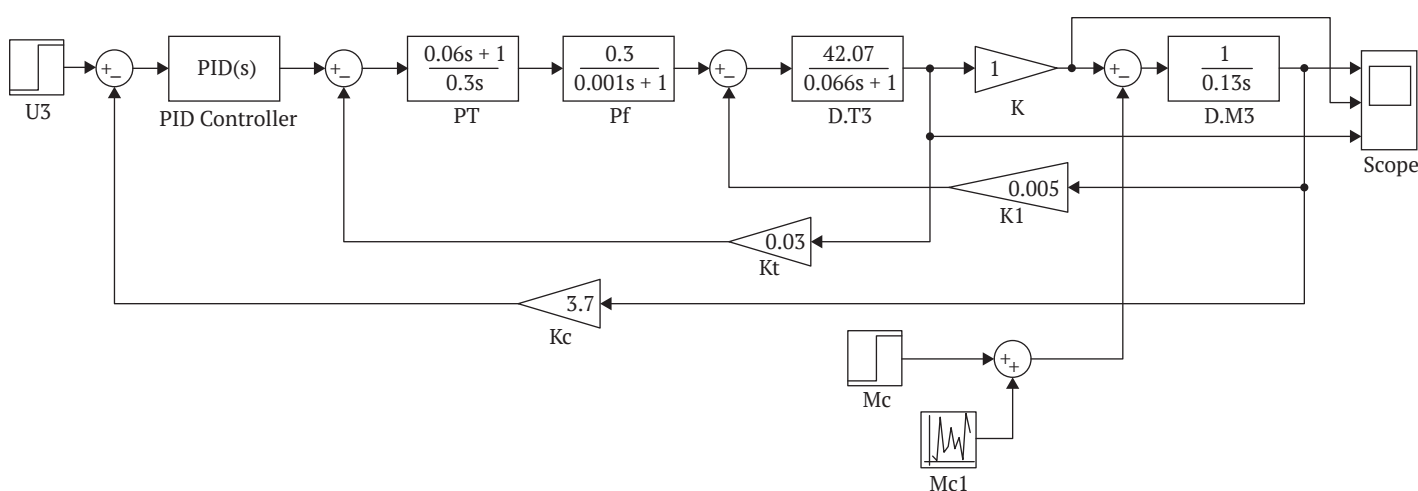 U3
+
−
PID(s)
PID Controller
+
−
0.06s + 1
0.3s
PT
0.3
0.001s + 1
Pf
+
−
42.07
0.066s + 1
D.T3
1
K
+
−
1
0.13s
D.M3
Scope
0.005
K1
0.03
Kt
3.7
Kc
Mc
+
+
Mc1